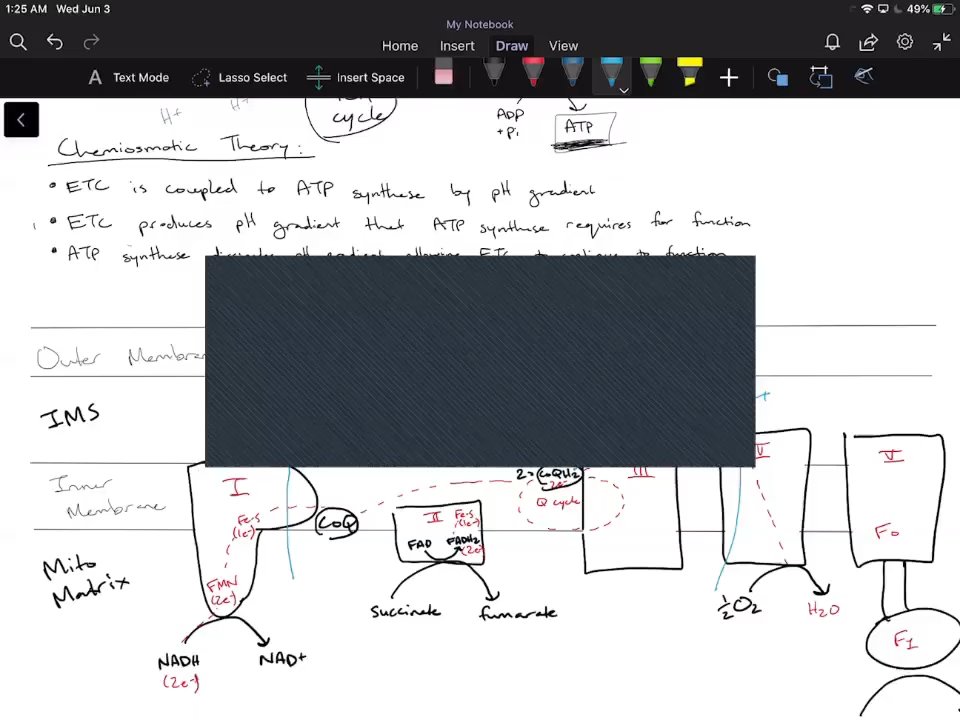 1:25 AM Wed Jun 3
49%
My Notebook
Home Insert Draw View
A Text Mode Lasso Select Insert Space
H+ H+
cycle
ADP
+ Pi
ATP
Chemiosmotic Theory:
• ETC is coupled to ATP synthase by pH gradient
• ETC produces pH gradient that ATP synthase requires for function
• ATP synthase
Outer
IMS
I
2x CoQH2
2e-
III
V
Inner
Membrane
Fe-S
(1e-)
CoQ
II
Fe-S
(1e-)
Q cycle
FAD
FADH2
(2e-)
F0
Mito
Matrix
FMN
(2e-)
succinate
fumarate
½O2
H2O
F1
NADH
(2e-)
NAD+